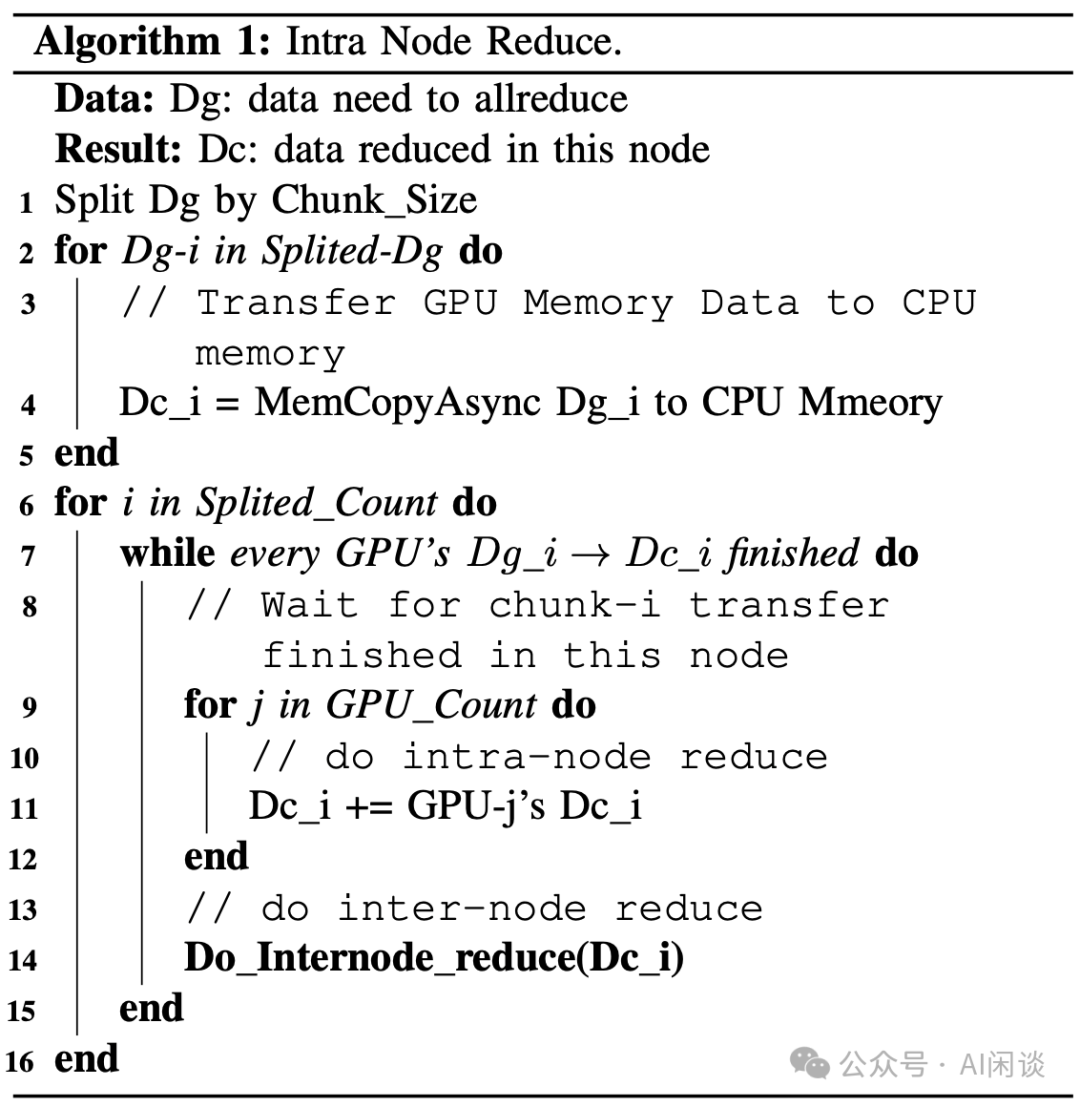 Algorithm 1: Intra Node Reduce.
Data: Dg: data need to allreduce
Result: Dc: data reduced in this node
1 Split Dg by Chunk_Size
2 for Dg-i in Splited-Dg do
3 // Transfer GPU Memory Data to CPU
memory
4 Dc_i = MemCopyAsync Dg_i to CPU Mmeory
5 end
6 for i in Splited_Count do
7 while every GPU's Dg_i → Dc_i finished do
8 // Wait for chunk-i transfer
finished in this node
9 for j in GPU_Count do
10 // do intra-node reduce
11 Dc_i += GPU-j's Dc_i
12 end
13 // do inter-node reduce
14 Do_Internode_reduce(Dc_i)
15 end
16 end
公众号 · AI闲谈